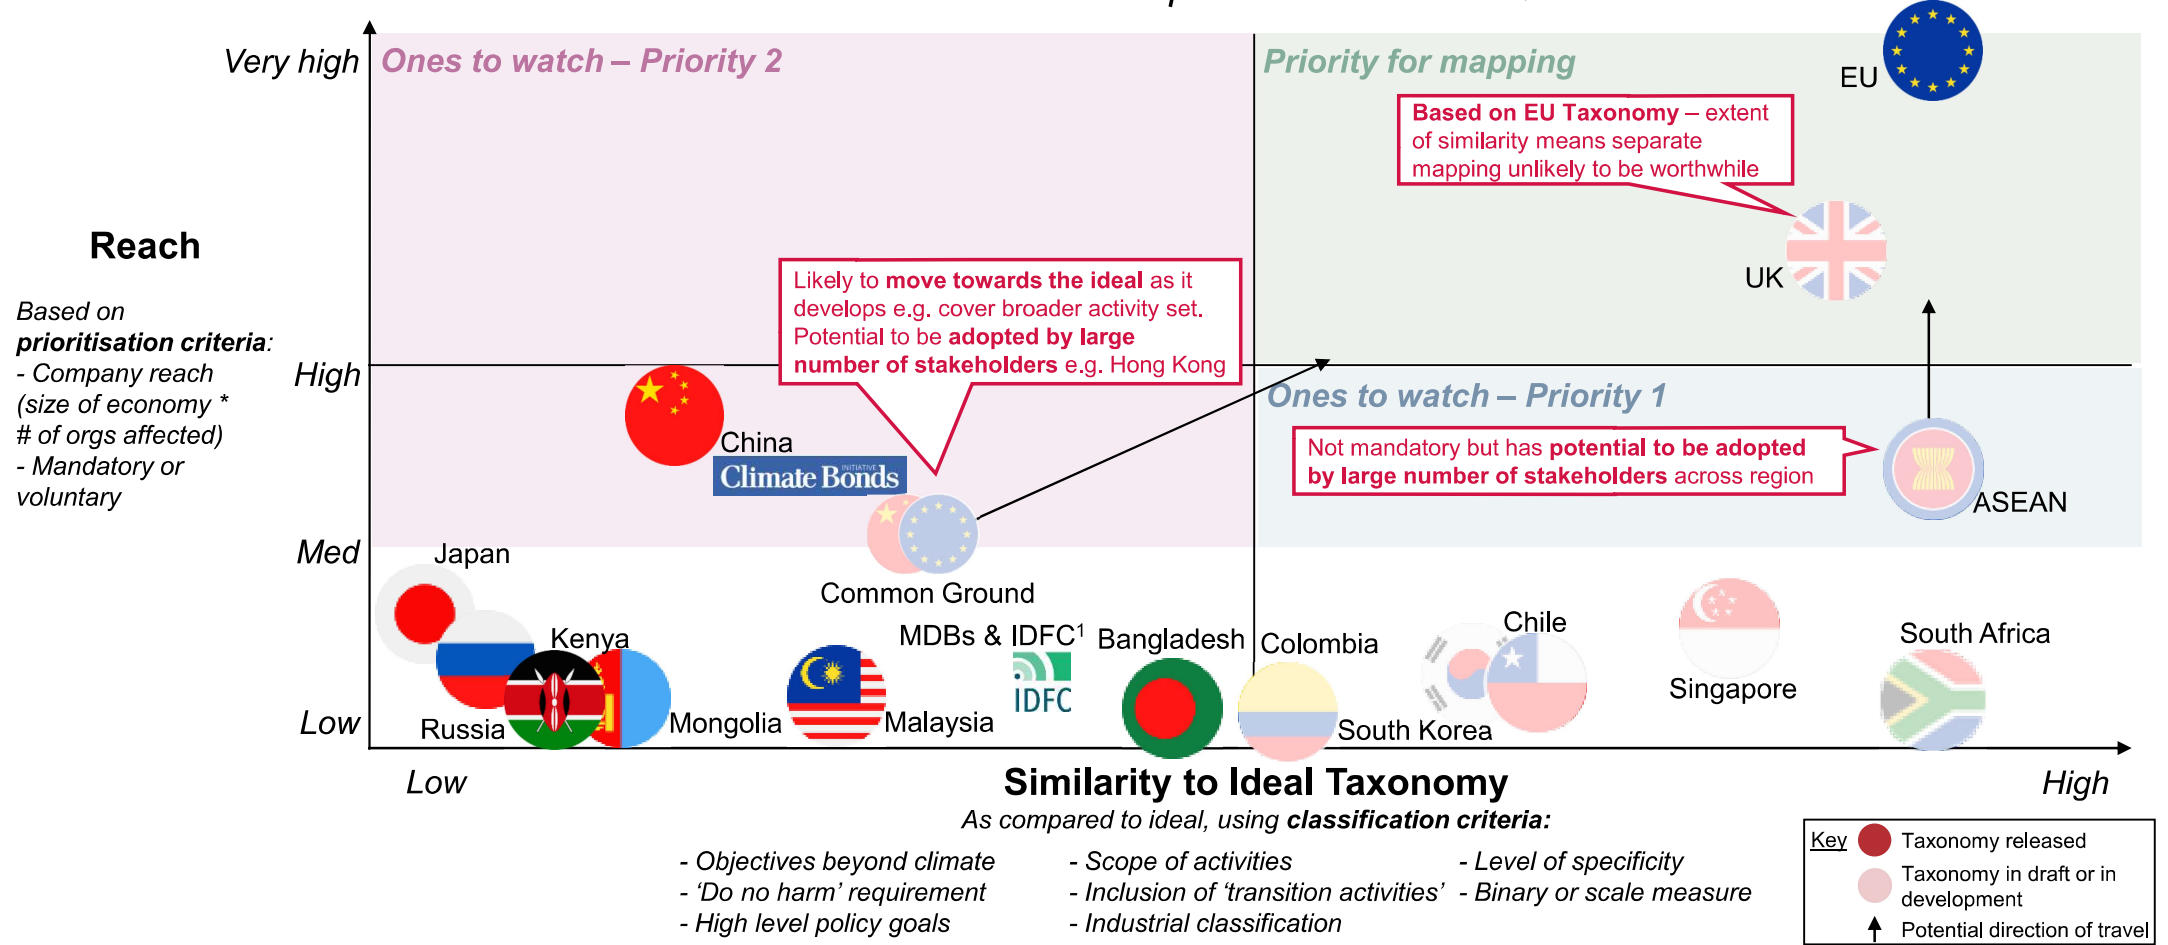 Very high
Ones to watch – Priority 2
Priority for mapping
EU
Based on EU Taxonomy – extent
of similarity means separate
mapping unlikely to be worthwhile
UK
Reach
Based on
prioritisation criteria:
- Company reach
(size of economy *
# of orgs affected)
- Mandatory or
voluntary
Likely to move towards the ideal as it
develops e.g. cover broader activity set.
Potential to be adopted by large
number of stakeholders e.g. Hong Kong
High
Ones to watch – Priority 1
China
Climate Bonds
INITIATIVE
Not mandatory but has potential to be adopted
by large number of stakeholders across region
ASEAN
Med
Japan
Common Ground
Kenya
MDBs & IDFC¹
IDFC
Bangladesh
Colombia
Chile
South Africa
Singapore
Low
Russia
Mongolia
Malaysia
South Korea
Low
Similarity to Ideal Taxonomy
High
As compared to ideal, using classification criteria:
- Objectives beyond climate
- 'Do no harm' requirement
- High level policy goals
- Scope of activities
- Inclusion of 'transition activities'
- Industrial classification
- Level of specificity
- Binary or scale measure
Key
Taxonomy released
Taxonomy in draft or in
development
Potential direction of travel